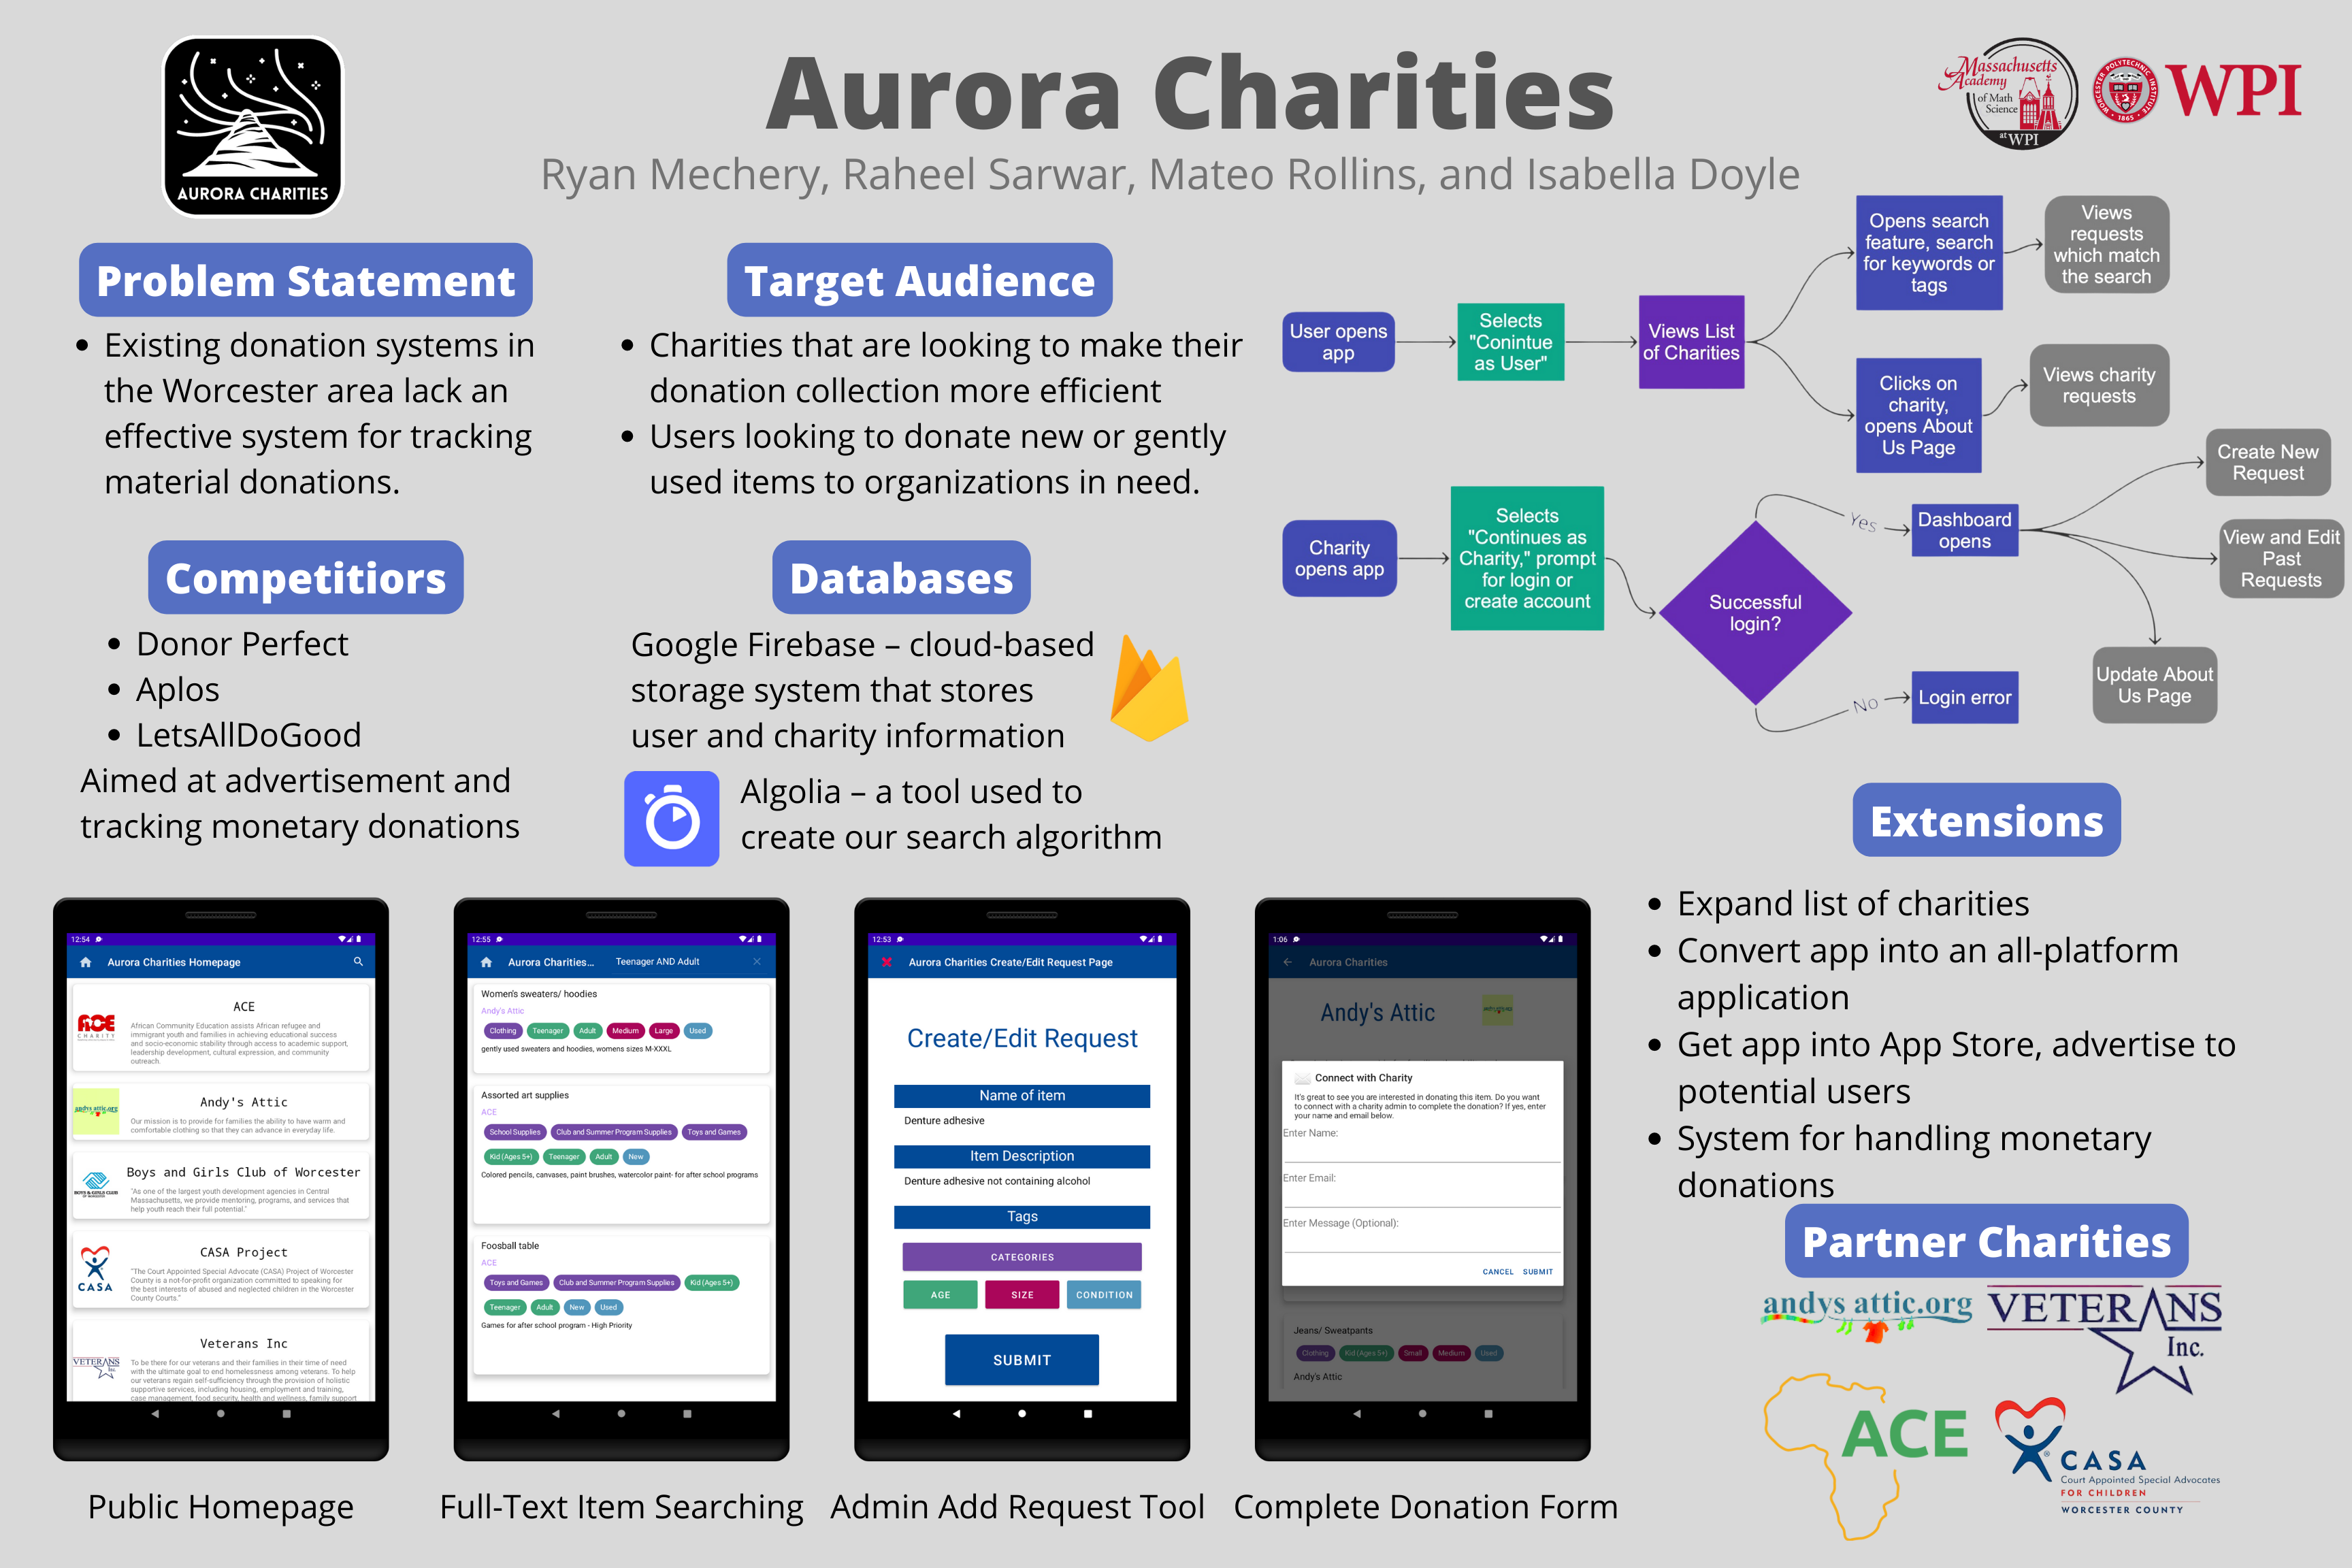 AURORA CHARITIES
Aurora Charities
Ryan Mechery, Raheel Sarwar, Mateo Rollins, and Isabella Doyle
Massachusetts
Academy
of Math
Science
at WPI
WORCESTER POLYTECHNIC INSTITUTE
1865
WPI
Problem Statement
• Existing donation systems in
the Worcester area lack an
effective system for tracking
material donations.
Target Audience
• Charities that are looking to make their
donation collection more efficient
• Users looking to donate new or gently
used items to organizations in need.
Competitiors
• Donor Perfect
• Aplos
• LetsAllDoGood
Aimed at advertisement and
tracking monetary donations
Databases
Google Firebase – cloud-based
storage system that stores
user and charity information
Algolia – a tool used to
create our search algorithm
User opens
app
Selects
"Conintue
as User"
Views List
of Charities
Opens search
feature, search
for keywords or
tags
Views
requests
which match
the search
Clicks on
charity,
opens About
Us Page
Views charity
requests
Charity
opens app
Selects
"Continues as
Charity," prompt
for login or
create account
Successful
login?
Yes
Dashboard
opens
Create New
Request
View and Edit
Past
Requests
Update About
Us Page
No
Login error
Extensions
• Expand list of charities
• Convert app into an all-platform
application
• Get app into App Store, advertise to
potential users
• System for handling monetary
donations
Partner Charities
andys attic.org
VETERANS
Inc.
ACE
CASA
Court Appointed Special Advocates
FOR CHILDREN
WORCESTER COUNTY
12:54
Aurora Charities Homepage
ACE
CHARITY
ACE
African Community Education assists African refugee and
immigrant youth and families in achieving educational success
and socio-economic stability through access to academic support,
leadership development, cultural expression, and community
outreach.
andys attic.org
Andy's Attic
Our mission is to provide for families the ability to have warm and
comfortable clothing so that they can advance in everyday life.
BOYS & GIRLS CLUB
Boys and Girls Club of Worcester
"As one of the largest youth development agencies in Central
Massachusetts, we provide mentoring, programs, and services that
help youth reach their full potential."
CASA
CASA Project
"The Court Appointed Special Advocate (CASA) Project of Worcester
County is a not-for-profit organization committed to speaking for
the best interests of abused and neglected children in the Worcester
County Courts."
VETERANS
Inc.
Veterans Inc
To be there for our veterans and their families in their time of need
with the ultimate goal to end homelessness among veterans. To help
our veterans regain self-sufficiency through the provision of holistic
supportive services, including housing, employment and training,
case management, food security, health and wellness, family support
Public Homepage
12:55
Aurora Charities... Teenager AND Adult
Women's sweaters/ hoodies
Andy's Attic
Clothing Teenager Adult Medium Large Used
gently used sweaters and hoodies, womens sizes M-XXXL
Assorted art supplies
ACE
School Supplies Club and Summer Program Supplies Toys and Games
Kid (Ages 5+) Teenager Adult New
Colored pencils, canvases, paint brushes, watercolor paint- for after school programs
Foosball table
ACE
Toys and Games Club and Summer Program Supplies Kid (Ages 5+)
Teenager Adult New Used
Games for after school program - High Priority
Full-Text Item Searching
12:53
Aurora Charities Create/Edit Request Page
Create/Edit Request
Name of item
Denture adhesive
Item Description
Denture adhesive not containing alcohol
Tags
CATEGORIES
AGE SIZE CONDITION
SUBMIT
Admin Add Request Tool
1:06
Aurora Charities
Andy's Attic
Connect with Charity
It's great to see you are interested in donating this item. Do you want
to connect with a charity admin to complete the donation? If yes, enter
your name and email below.
Enter Name:
Enter Email:
Enter Message (Optional):
CANCEL SUBMIT
Jeans/ Sweatpants
Clothing Kid (Ages 5+) Small Medium Used
Andy's Attic
Complete Donation Form